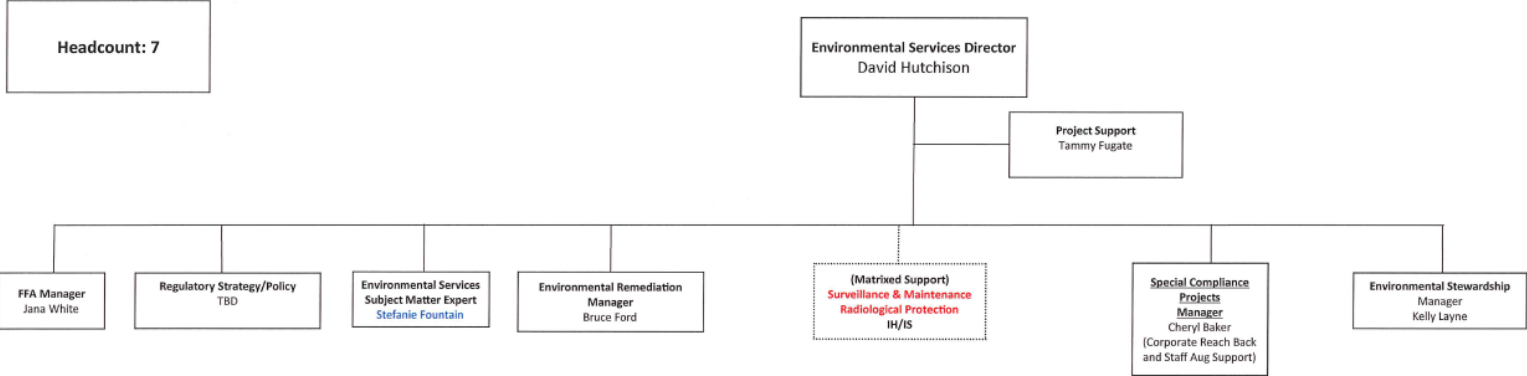 Headcount: 7
Environmental Services Director
David Hutchison
Project Support
Tammy Fugate
FFA Manager
Jana White
Regulatory Strategy/Policy
TBD
Environmental Services
Subject Matter Expert
Stefanie Fountain
Environmental Remediation
Manager
Bruce Ford
(Matrixed Support)
Surveillance & Maintenance
Radiological Protection
IH/IS
Special Compliance
Projects
Manager
Cheryl Baker
(Corporate Reach Back
and Staff Aug Support)
Environmental Stewardship
Manager
Kelly Layne